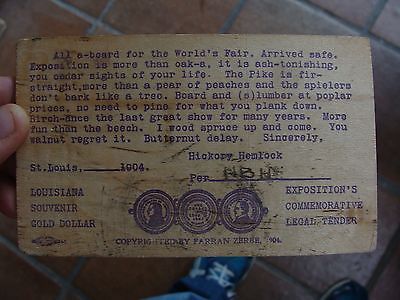 All a-board for the World's Fair. Arrived safe.
Exposition is more than oak-a, it is ash-tonishing,
you cedar sights of your life. The Pike is fir-
straight,more than a pear of peaches and the spielers
don't bark like a tree. Board and (s)lumber at poplar
prices, no need to pine for what you plank down.
Birch-ance the last great show for many years. More
fun than the beech. I wood spruce up and come. You
walnut regret it. Butternut delay. Sincerely,
Hickory Hemlock
St.Louis, 1904. Per
LOUISIANA EXPOSITION'S
SOUVENIR COMMEMORATIVE
GOLD DOLLAR LEGAL TENDER
COPYRIGHTED BY FARRAN ZERBE, 1904.